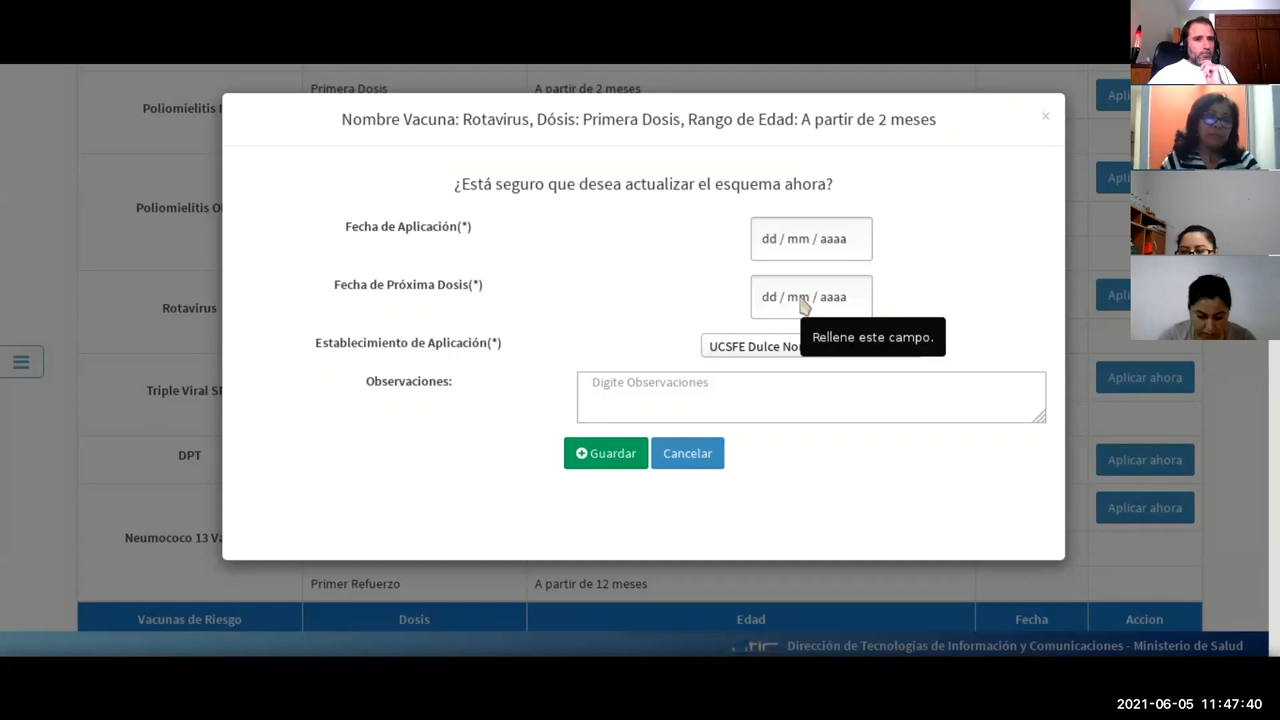 Primera Dosis
A partir de 2 meses
Poliomielitis I
Apli
Nombre Vacuna: Rotavirus, Dósis: Primera Dosis, Rango de Edad: A partir de 2 meses
×
¿Está seguro que desea actualizar el esquema ahora?
Apli
Poliomielitis O
Fecha de Aplicación(*)
dd / mm / aaaa
Fecha de Próxima Dosis(*)
dd / mm / aaaa
Apli
Rotavirus
Rellene este campo.
Establecimiento de Aplicación(*)
UCSFE Dulce No
Observaciones:
Digite Observaciones
Aplicar ahora
Triple Viral SP
Guardar
Cancelar
DPT
Aplicar ahora
Aplicar ahora
Neumococo 13 Va
Primer Refuerzo
A partir de 12 meses
Vacunas de Riesgo Dosis Edad Fecha Accion
Dirección de Tecnologías de Información y Comunicaciones - Ministerio de Salud
2021-06-05 11:47:40